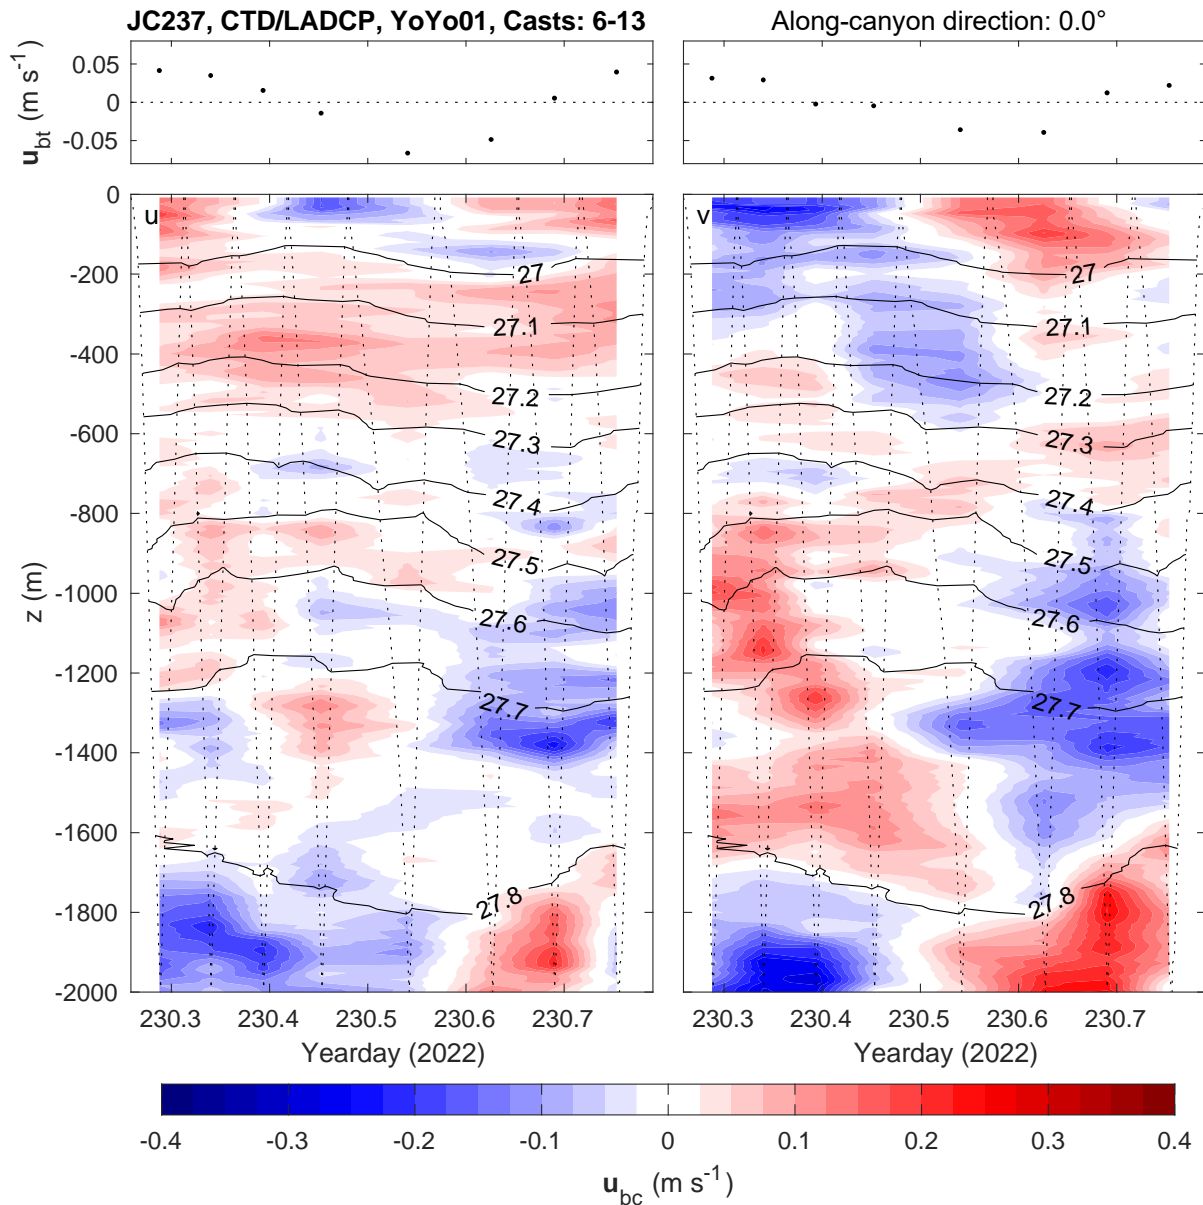 JC237, CTD/LADCP, YoYo01, Casts: 6-13
Along-canyon direction: 0.0°
u_bt (m s⁻¹)
0.05
0
-0.05
z (m)
0
-200
-400
-600
-800
-1000
-1200
-1400
-1600
-1800
-2000
u
27
27.1
27.2
27.3
27.4
27.5
27.6
27.7
27.8
v
27
27.1
27.2
27.3
27.4
27.5
27.6
27.7
27.8
230.3 230.4 230.5 230.6 230.7
230.3 230.4 230.5 230.6 230.7
Yearday (2022)
Yearday (2022)
-0.4 -0.3 -0.2 -0.1 0 0.1 0.2 0.3 0.4
u_bc (m s⁻¹)